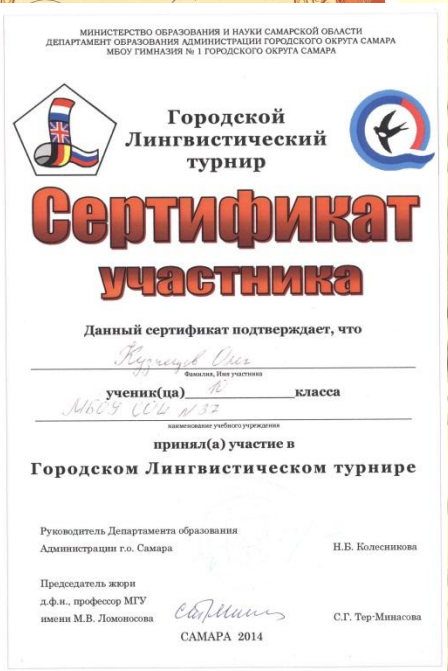 МИНИСТЕРСТВО ОБРАЗОВАНИЯ И НАУКИ САМАРСКОЙ ОБЛАСТИ
ДЕПАРТАМЕНТ ОБРАЗОВАНИЯ АДМИНИСТРАЦИИ ГОРОДСКОГО ОКРУГА САМАРА
МБОУ ГИМНАЗИЯ № 1 ГОРОДСКОГО ОКРУГА САМАРА
Городской
Лингвистический
турнир
Сертификат
участника
Данный сертификат подтверждает, что
Кузнецов Олег
Фамилия, Имя участника
ученик(ца) 10 класса
МБОУ СОШ №37
наименование учебного учреждения
принял(а) участие в
Городском Лингвистическом турнире
Руководитель Департамента образования
Администрации г.о. Самара Н.Б. Колесникова
Председатель жюри
д.ф.н., профессор МГУ
имени М.В. Ломоносова С.Г. Тер-Минасова
САМАРА 2014